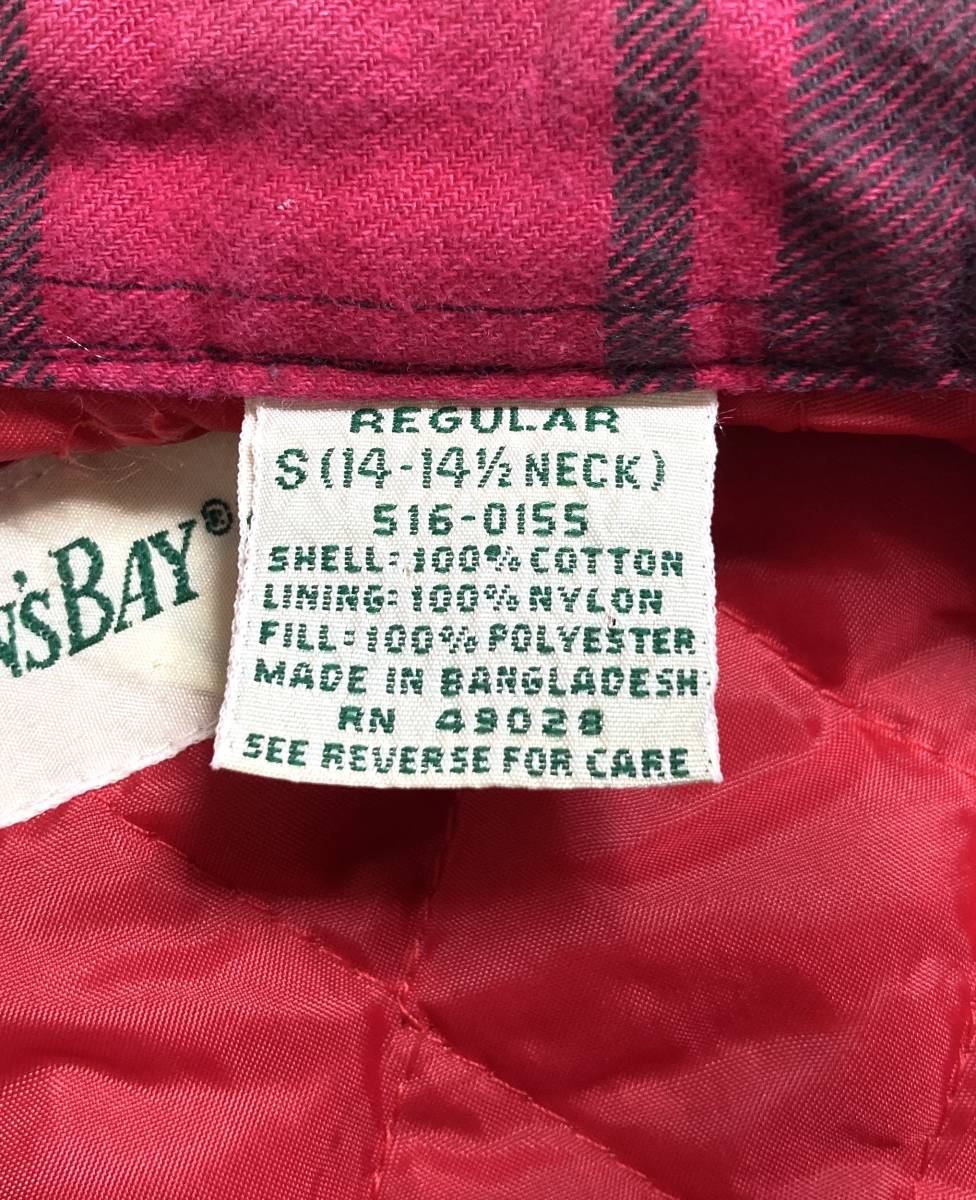 REGULAR
S (14-14½ NECK)
516-0155
SHELL: 100% COTTON
LINING: 100% NYLON
FILL: 100% POLYESTER
MADE IN BANGLADESH
RN 49028
SEE REVERSE FOR CARE
N'SBAY®